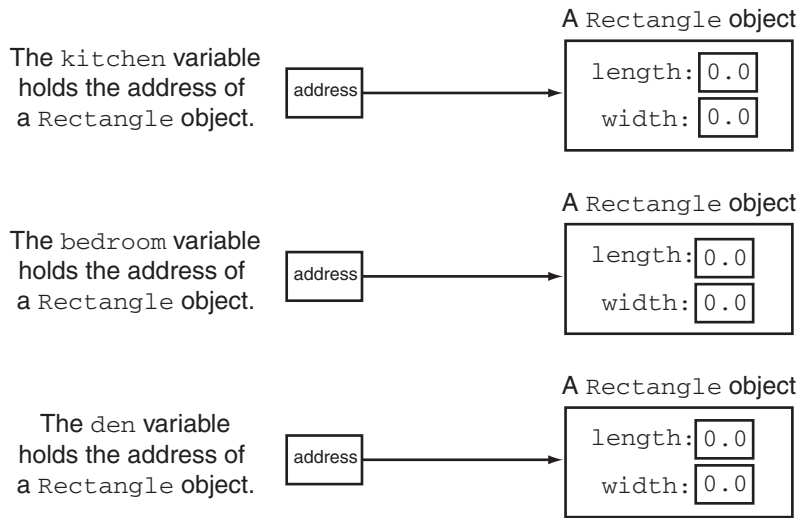 A Rectangle object
The kitchen variable
holds the address of
a Rectangle object.
address
length: 0.0
width: 0.0
A Rectangle object
The bedroom variable
holds the address of
a Rectangle object.
address
length: 0.0
width: 0.0
A Rectangle object
The den variable
holds the address of
a Rectangle object.
address
length: 0.0
width: 0.0